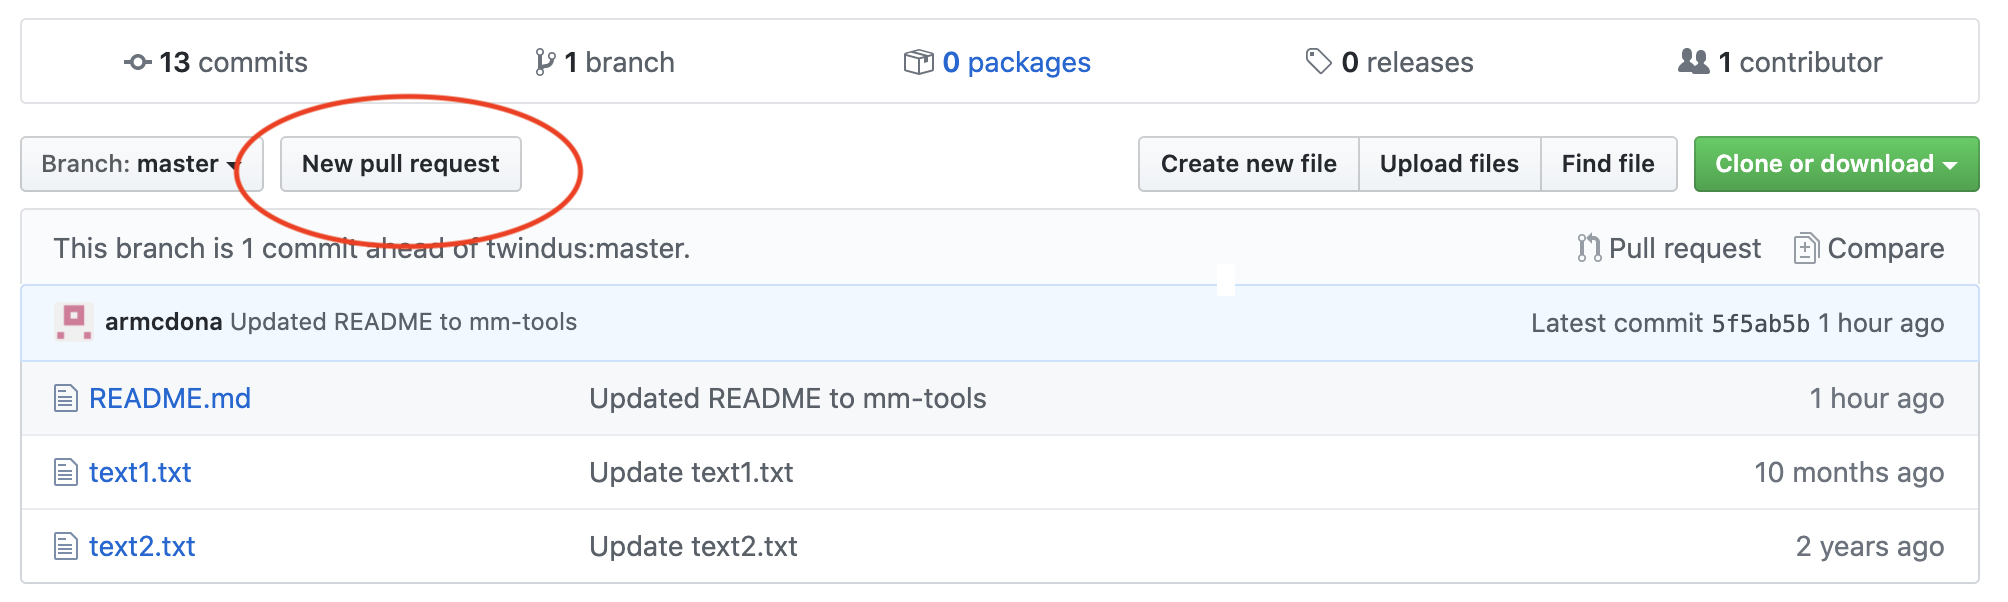 13 commits 1 branch 0 packages 0 releases 1 contributor
Branch: master New pull request Create new file Upload files Find file Clone or download
This branch is 1 commit ahead of twindus:master. Pull request Compare
armcdona Updated README to mm-tools Latest commit 5f5ab5b 1 hour ago
README.md Updated README to mm-tools 1 hour ago
text1.txt Update text1.txt 10 months ago
text2.txt Update text2.txt 2 years ago